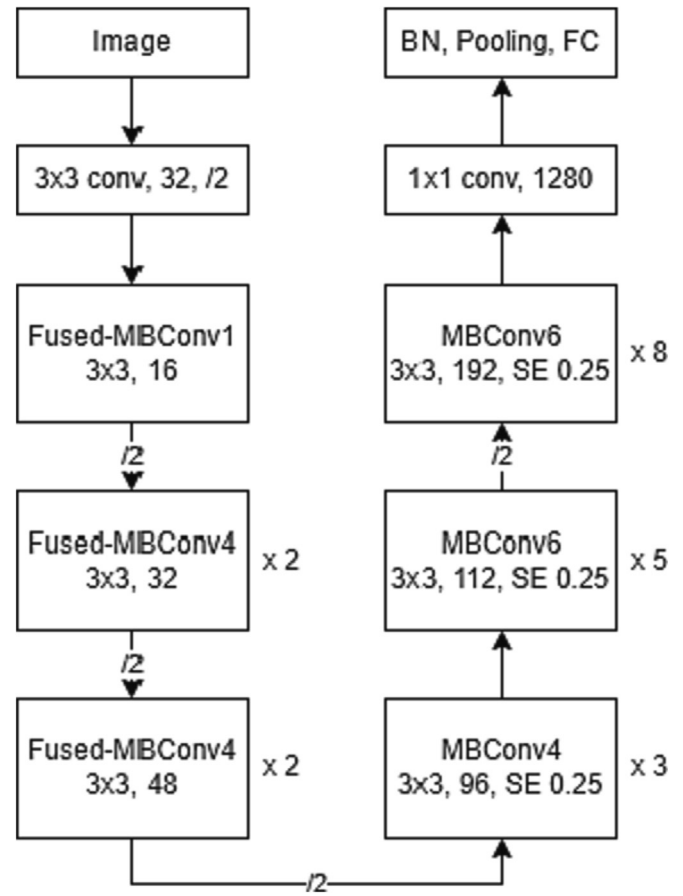 Image
3x3 conv, 32, /2
Fused-MBConv1
3x3, 16
/2
Fused-MBConv4
3x3, 32
x 2
/2
Fused-MBConv4
3x3, 48
x 2
/2
MBConv4
3x3, 96, SE 0.25
x 3
MBConv6
3x3, 112, SE 0.25
x 5
/2
MBConv6
3x3, 192, SE 0.25
x 8
1x1 conv, 1280
BN, Pooling, FC